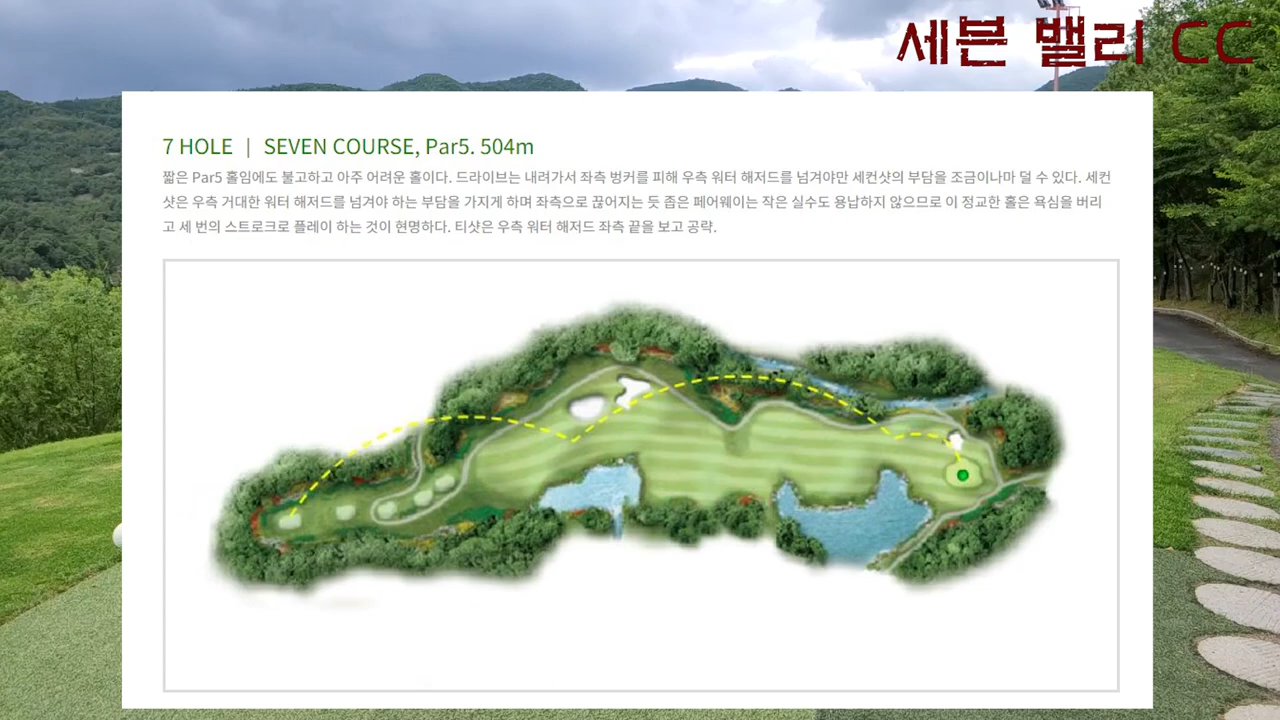 세븐 밸리 CC
7 HOLE | SEVEN COURSE, Par5. 504m
짧은 Par5 홀임에도 불고하고 아주 어려운 홀이다. 드라이브는 내려가서 좌측 벙커를 피해 우측 워터 해저드를 넘겨야만 세컨샷의 부담을 조금이나마 덜 수 있다. 세컨
샷은 우측 거대한 워터 해저드를 넘겨야 하는 부담을 가지게 하며 좌측으로 끊어지는 듯 좁은 페어웨이는 작은 실수도 용납하지 않으므로 이 정교한 홀은 욕심을 버리
고 세 번의 스트로크로 플레이 하는 것이 현명하다. 티샷은 우측 워터 해저드 좌측 끝을 보고 공략.